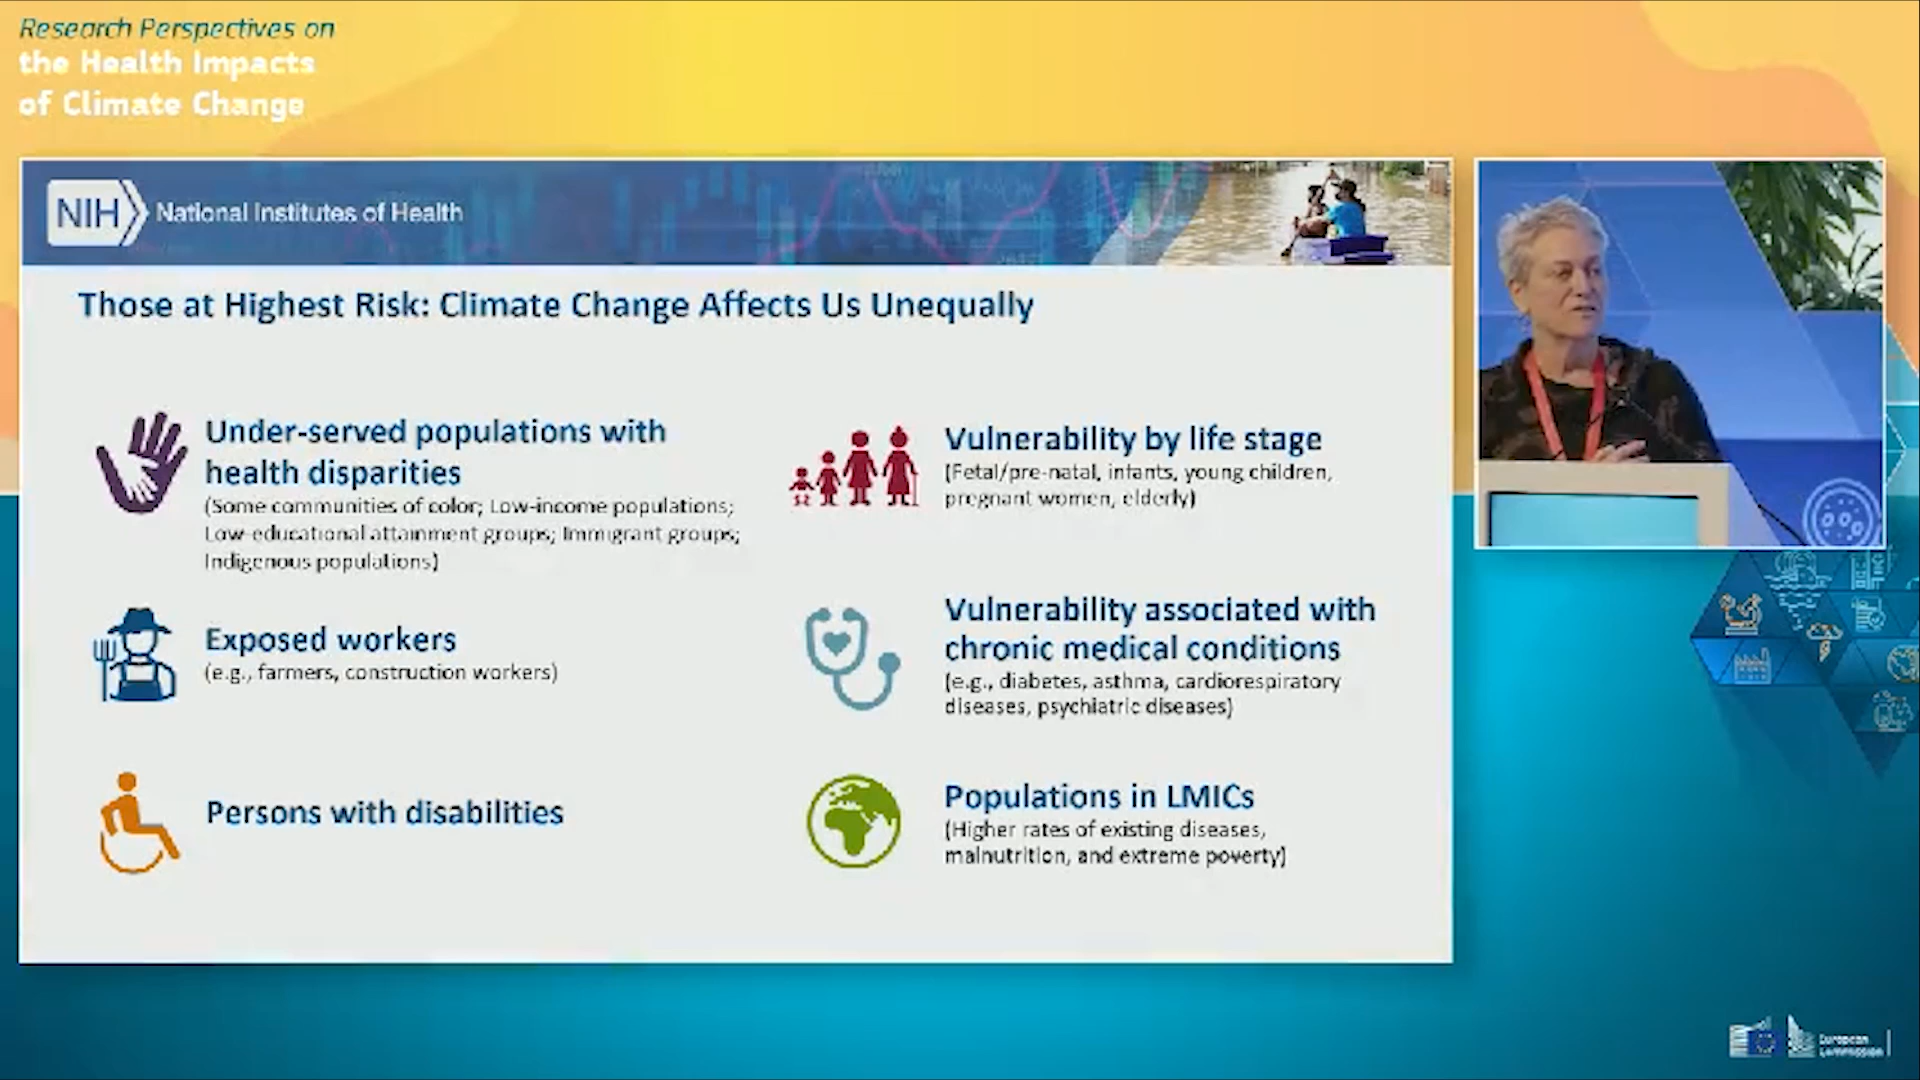 Research Perspectives on
the Health Impacts
of Climate Change
NIH National Institutes of Health
Those at Highest Risk: Climate Change Affects Us Unequally
Under-served populations with
health disparities
(Some communities of color; Low-income populations;
Low-educational attainment groups; Immigrant groups;
Indigenous populations)
Exposed workers
(e.g., farmers, construction workers)
Persons with disabilities
Vulnerability by life stage
(Fetal/pre-natal, infants, young children,
pregnant women, elderly)
Vulnerability associated with
chronic medical conditions
(e.g., diabetes, asthma, cardiorespiratory
diseases, psychiatric diseases)
Populations in LMICs
(Higher rates of existing diseases,
malnutrition, and extreme poverty)
European
Commission